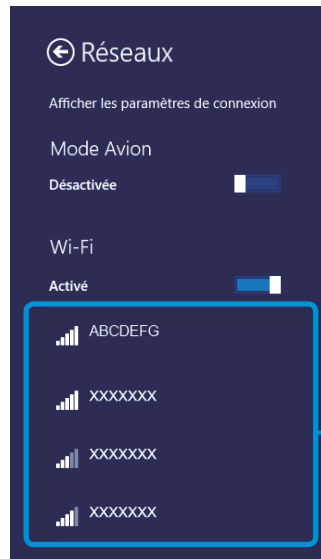 Réseaux
Afficher les paramètres de connexion
Mode Avion
Désactivée
Wi-Fi
Activé
ABCDEFG
XXXXXXX
XXXXXXX
XXXXXXX